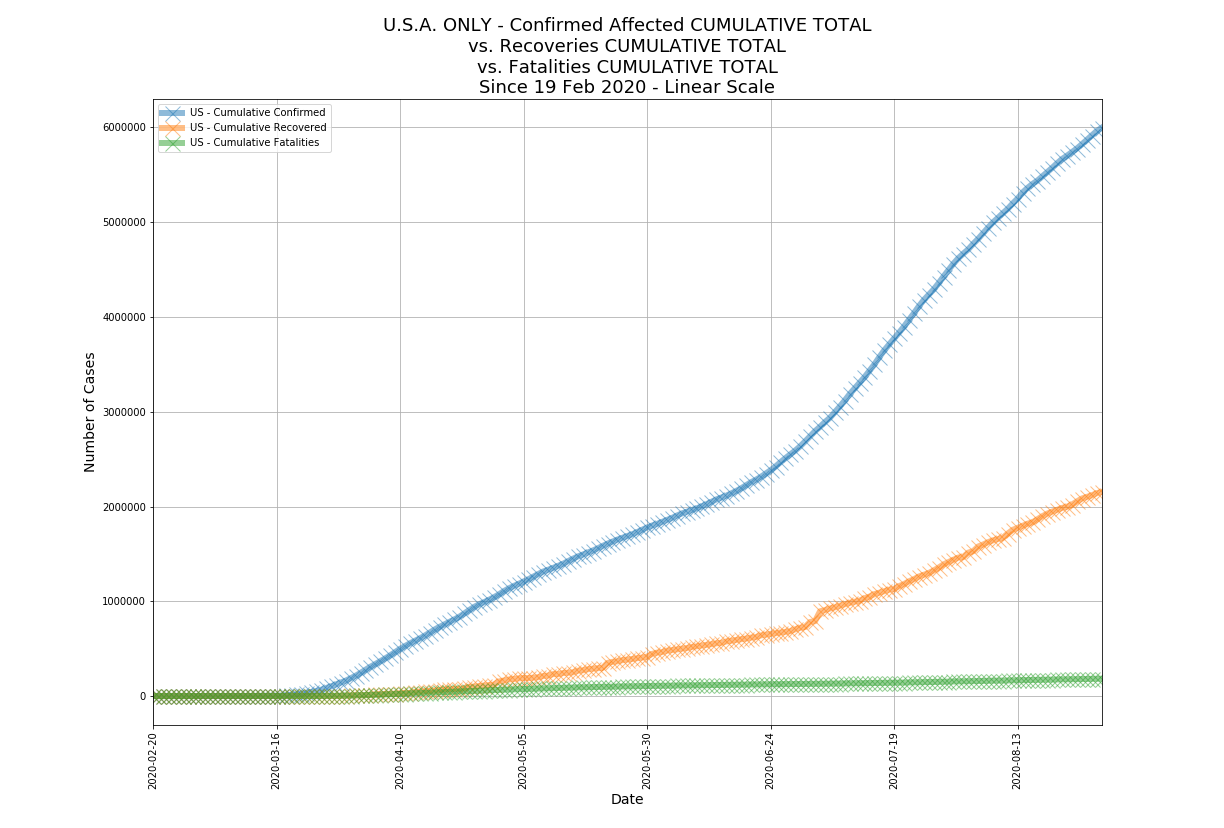 U.S.A. ONLY - Confirmed Affected CUMULATIVE TOTAL
vs. Recoveries CUMULATIVE TOTAL
vs. Fatalities CUMULATIVE TOTAL
Since 19 Feb 2020 - Linear Scale
US - Cumulative Confirmed
US - Cumulative Recovered
US - Cumulative Fatalities
6000000
5000000
4000000
3000000
2000000
1000000
0
Number of Cases
2020-02-20
2020-03-16
2020-04-10
2020-05-05
2020-05-30
2020-06-24
2020-07-19
2020-08-13
Date